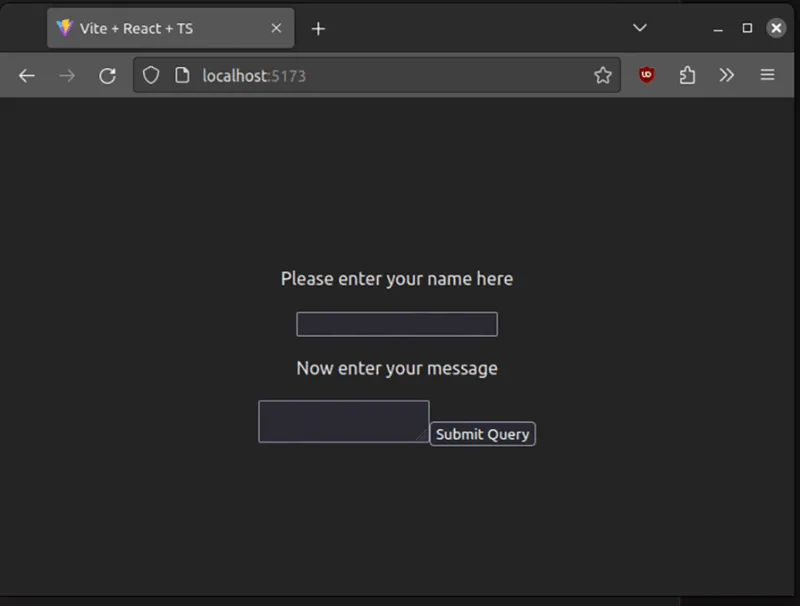 Vite + React + TS
localhost:5173
Please enter your name here
Now enter your message
Submit Query